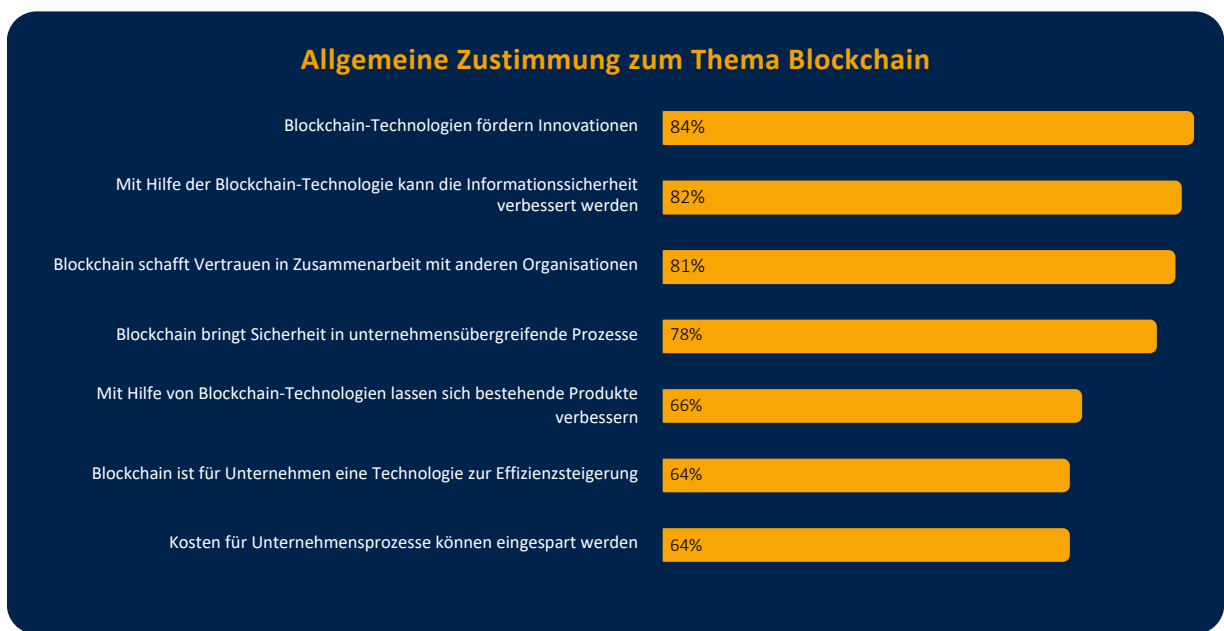 Allgemeine Zustimmung zum Thema Blockchain
Blockchain-Technologien fördern Innovationen
84%
Mit Hilfe der Blockchain-Technologie kann die Informationssicherheit
verbessert werden
82%
Blockchain schafft Vertrauen in Zusammenarbeit mit anderen Organisationen
81%
Blockchain bringt Sicherheit in unternehmensübergreifende Prozesse
78%
Mit Hilfe von Blockchain-Technologien lassen sich bestehende Produkte
verbessern
66%
Blockchain ist für Unternehmen eine Technologie zur Effizienzsteigerung
64%
Kosten für Unternehmensprozesse können eingespart werden
64%